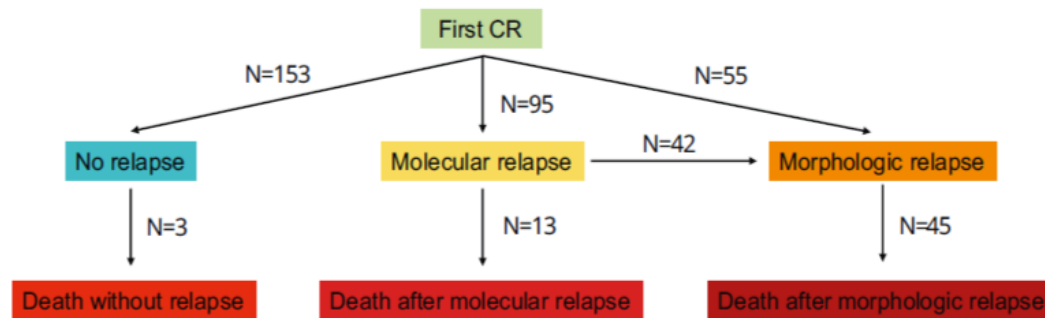 First CR
N=153
N=55
N=95
No relapse
Molecular relapse
N=42
Morphologic relapse
N=3
N=13
N=45
Death without relapse
Death after molecular relapse
Death after morphologic relapse